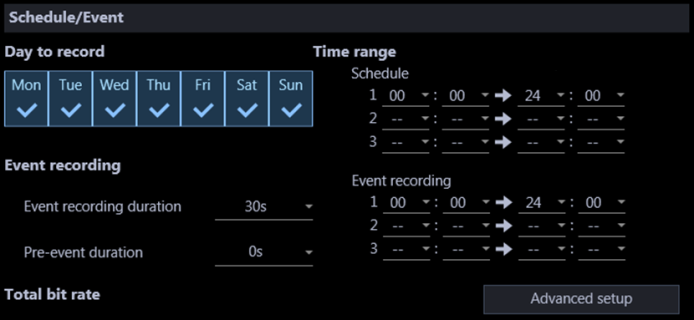 Schedule/Event
Day to record
Mon Tue Wed Thu Fri Sat Sun
Time range
Schedule
1 00 : 00 24 : 00
2 -- : -- -- : --
3 -- : -- -- : --
Event recording
Event recording duration 30s
Pre-event duration 0s
Event recording
1 00 : 00 24 : 00
2 -- : -- -- : --
3 -- : -- -- : --
Total bit rate
Advanced setup